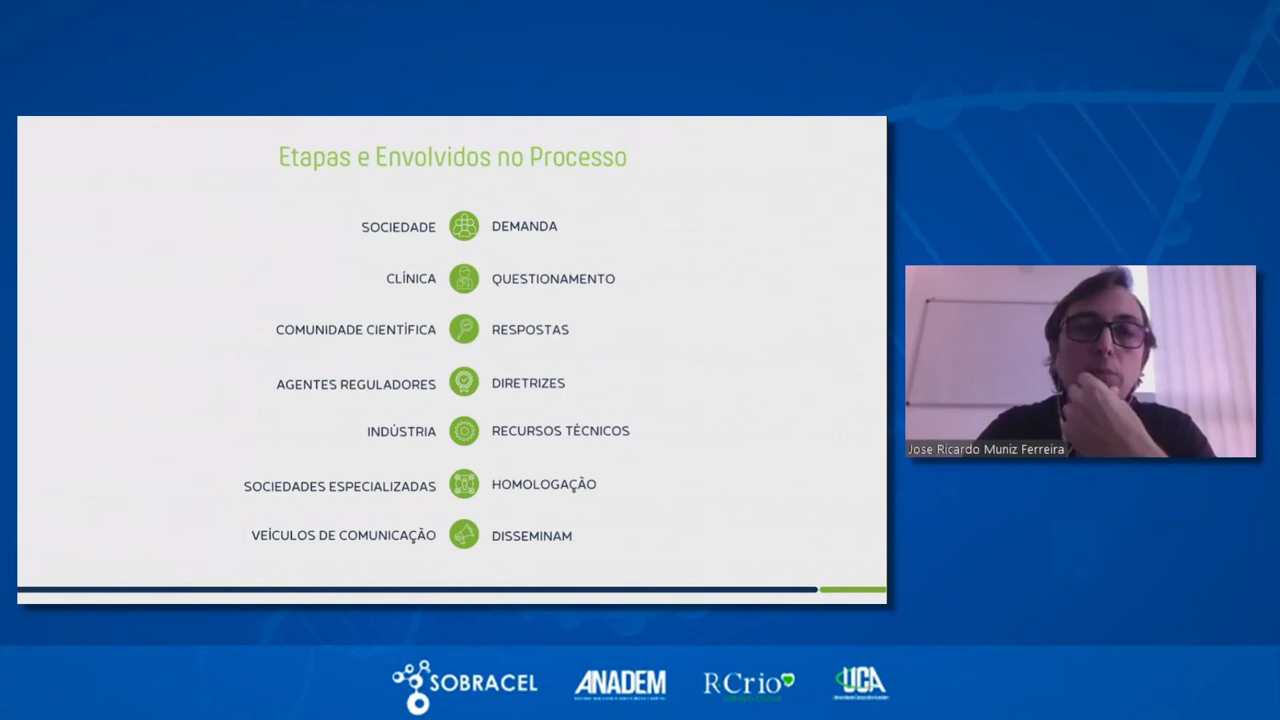 Etapas e Envolvidos no Processo
SOCIEDADE DEMANDA
CLÍNICA QUESTIONAMENTO
COMUNIDADE CIENTÍFICA RESPOSTAS
AGENTES REGULADORES DIRETRIZES
INDÚSTRIA RECURSOS TÉCNICOS
SOCIEDADES ESPECIALIZADAS HOMOLOGAÇÃO
VEÍCULOS DE COMUNICAÇÃO DISSEMINAM
Jose Ricardo Muniz Ferreira
SOBRACEL ANADEM RCrio UCA